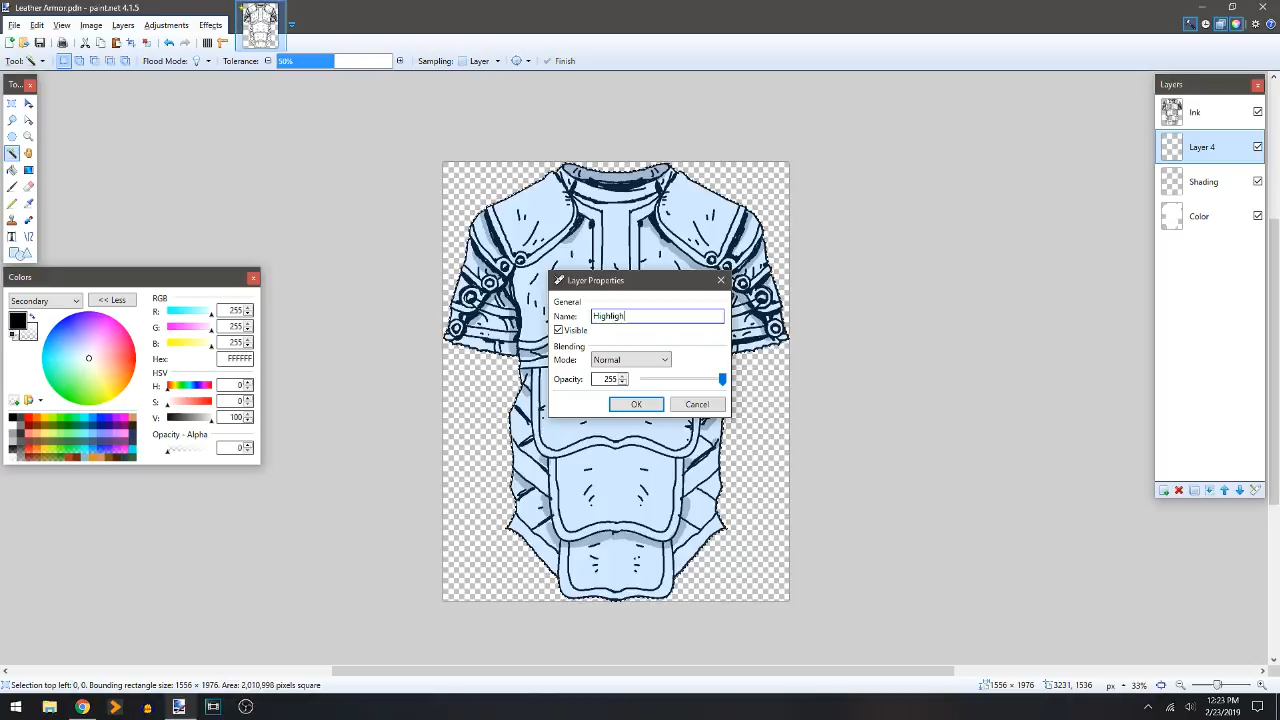 Leather Armor.pdn - paint.net 4.1.5
File Edit View Image Layers Adjustments Effects
Tool: Flood Mode: Tolerance: 50% Sampling: Layer Finish
To...
Layers
Ink
Layer 4
Shading
Color
Colors
Secondary << Less
RGB
R: 255
G: 255
B: 255
Hex: FFFFFF
HSV
H: 0
S: 0
V: 100
Opacity - Alpha
0
Layer Properties
General
Name: Highligh
Visible
Blending
Mode: Normal
Opacity: 255
OK Cancel
Selection top left: 0, 0. Bounding rectangle size: 1556 × 1976. Area: 2,010,998 pixels square
1556 × 1976 3231, 1536 px 33%
12:23 PM
2/23/2019